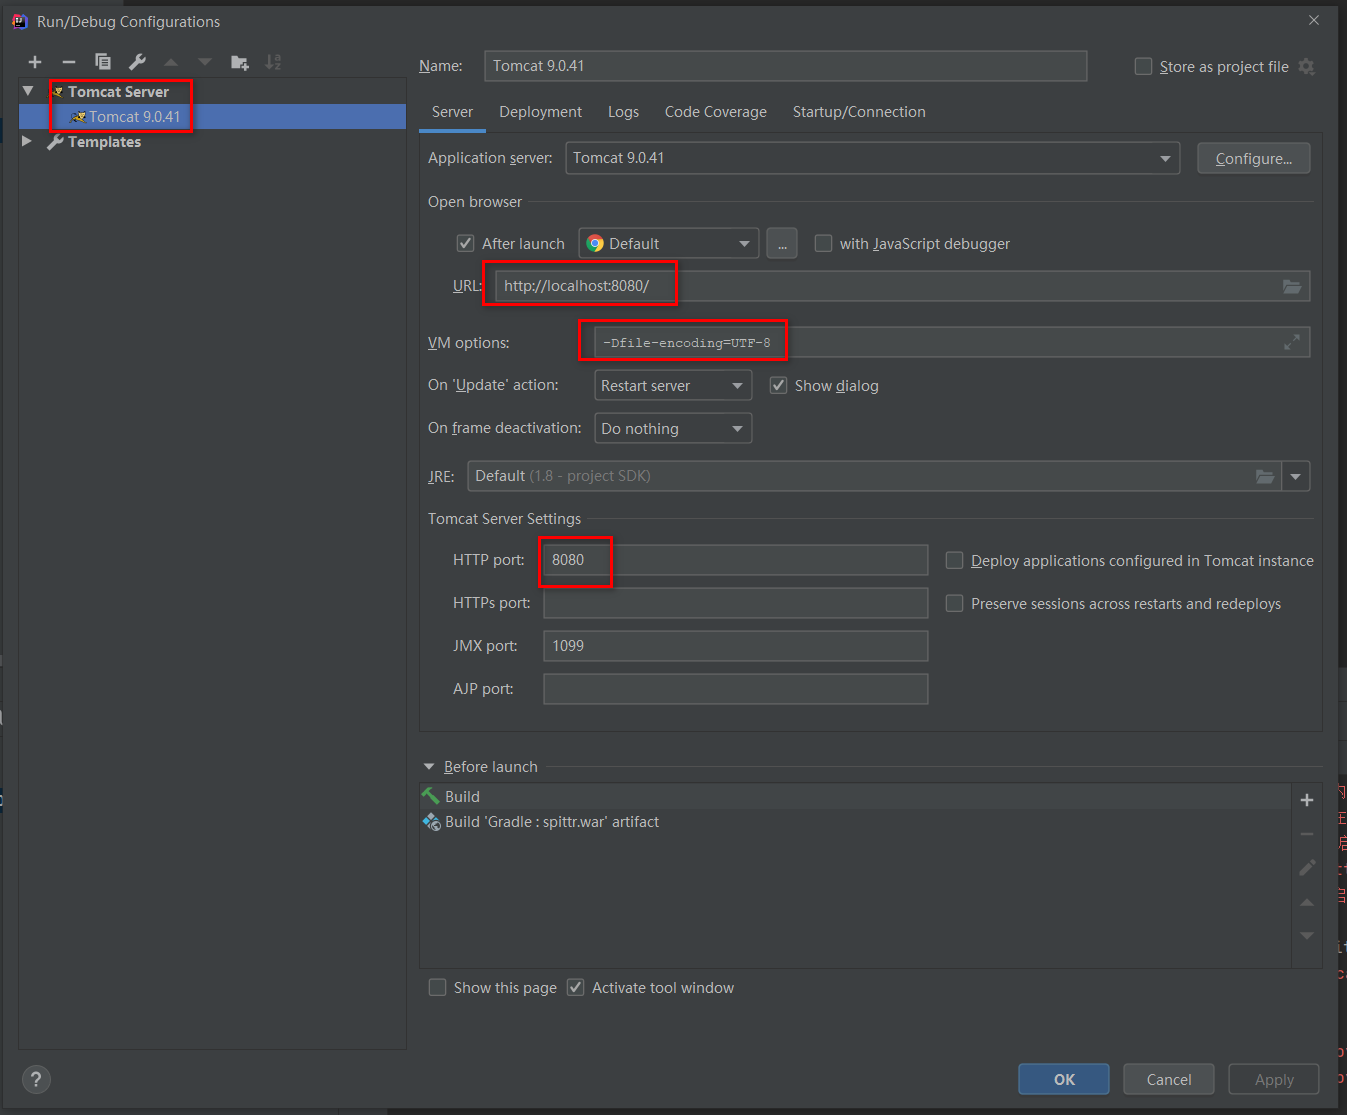 Run/Debug Configurations
Name: Tomcat 9.0.41 Store as project file
Tomcat Server
Tomcat 9.0.41
Templates
Server Deployment Logs Code Coverage Startup/Connection
Application server: Tomcat 9.0.41 Configure...
Open browser
After launch Default ... with JavaScript debugger
URL: http://localhost:8080/
VM options: -Dfile-encoding=UTF-8
On 'Update' action: Restart server Show dialog
On frame deactivation: Do nothing
JRE: Default (1.8 - project SDK)
Tomcat Server Settings
HTTP port: 8080 Deploy applications configured in Tomcat instance
HTTPs port: Preserve sessions across restarts and redeploys
JMX port: 1099
AJP port:
Before launch
Build
Build 'Gradle : spittr.war' artifact
Show this page Activate tool window
? OK Cancel Apply